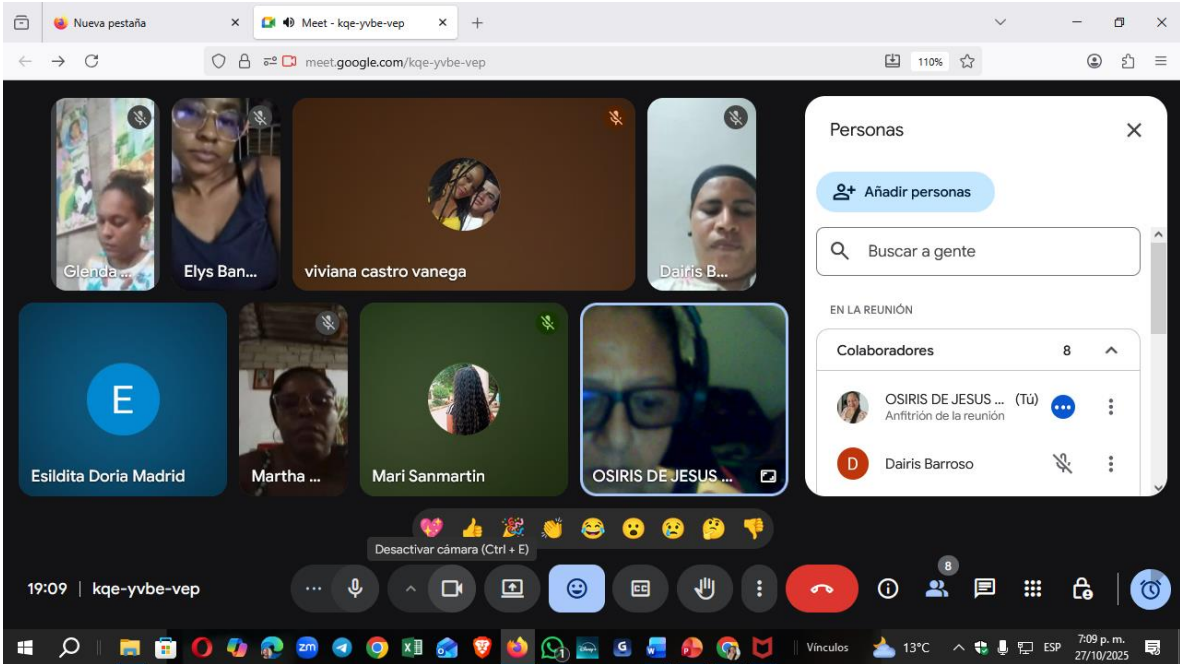 Nueva pestaña
Meet - kqe-yvbe-vep
meet.google.com/kqe-yvbe-vep
110%
Glenda ...
Elys Ban...
viviana castro vanega
Dairis B...
E
Esildita Doria Madrid
Martha ...
Mari Sanmartin
OSIRIS DE JESUS ...
Personas
Añadir personas
Buscar a gente
EN LA REUNIÓN
Colaboradores 8
OSIRIS DE JESUS ... (Tú)
Anfitrión de la reunión
D
Dairis Barroso
Desactivar cámara (Ctrl + E)
19:09 | kqe-yvbe-vep
CC
8
zm
1
G
Vínculos
13°C
ESP
7:09 p. m.
27/10/2025